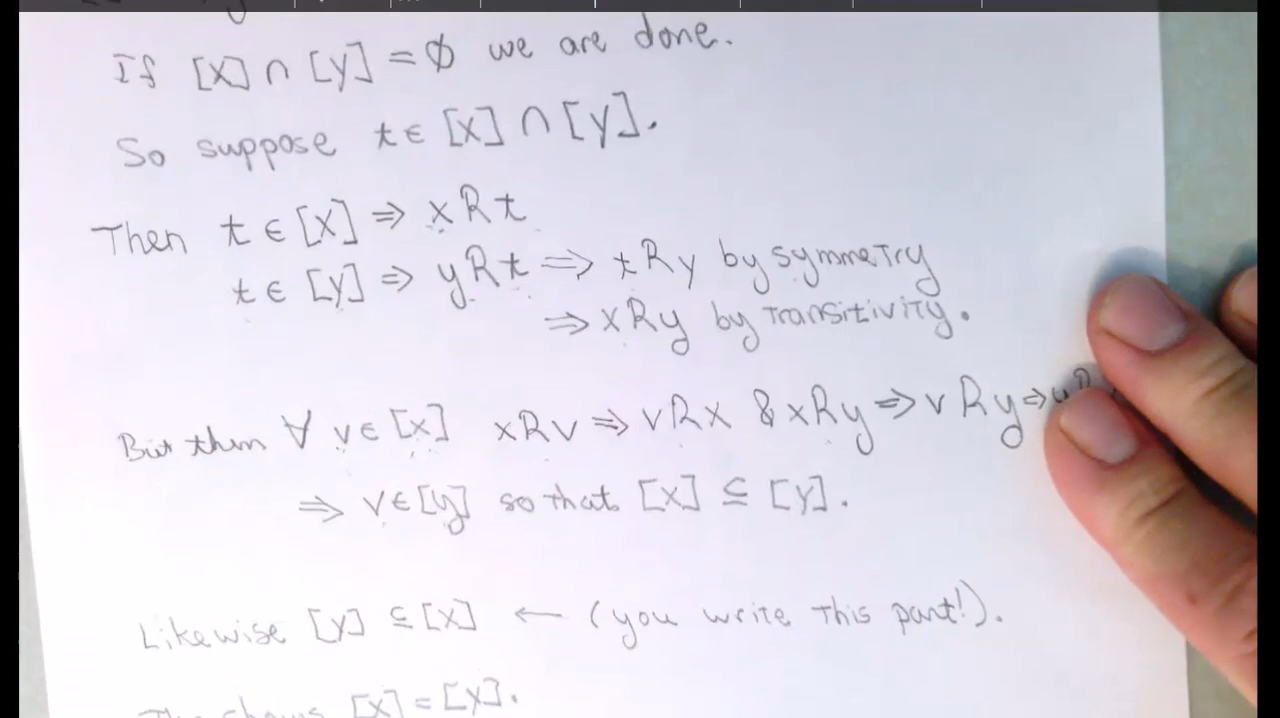 If [x] ∩ [y] = ∅ we are done.
So suppose t ∈ [x] ∩ [y].
Then t ∈ [x] ⇒ xRt
t ∈ [y] ⇒ yRt ⇒ tRy by symmetry
⇒ xRy by transitivity.
But then ∀ v ∈ [x] xRv ⇒ vRx & xRy ⇒ vRy ⇒
⇒ v ∈ [y] so that [x] ⊆ [y].
Likewise [y] ⊆ [x] ← (you write this part!).
shows [x] = [y].